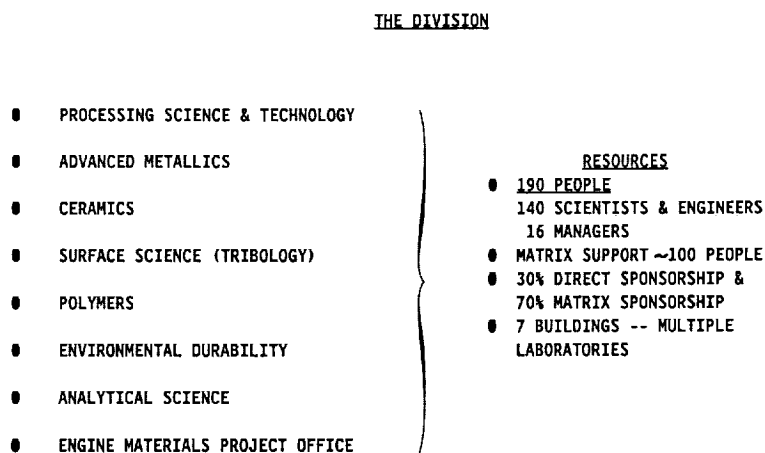 THE DIVISION
PROCESSING SCIENCE & TECHNOLOGY
ADVANCED METALLICS
CERAMICS
SURFACE SCIENCE (TRIBOLOGY)
POLYMERS
ENVIRONMENTAL DURABILITY
ANALYTICAL SCIENCE
ENGINE MATERIALS PROJECT OFFICE
RESOURCES
190 PEOPLE
140 SCIENTISTS & ENGINEERS
16 MANAGERS
MATRIX SUPPORT ~100 PEOPLE
30% DIRECT SPONSORSHIP &
70% MATRIX SPONSORSHIP
7 BUILDINGS -- MULTIPLE
LABORATORIES